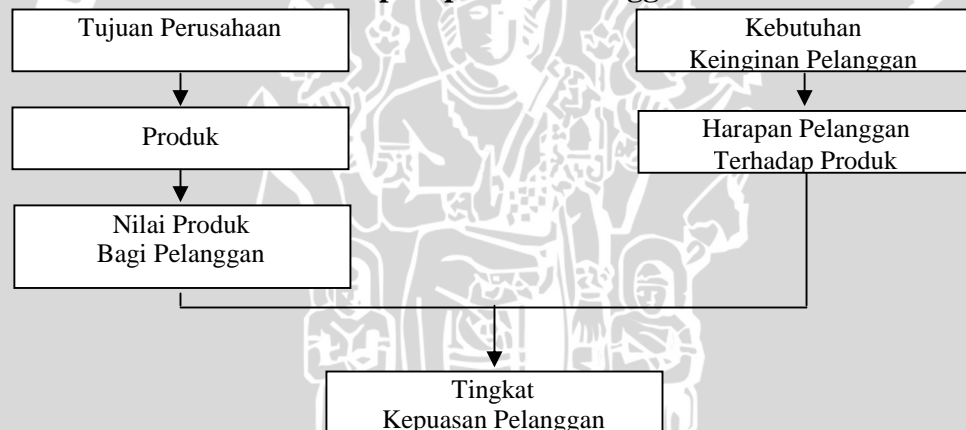 Tujuan Perusahaan
Produk
Nilai Produk
Bagi Pelanggan
Kebutuhan
Keinginan Pelanggan
Harapan Pelanggan
Terhadap Produk
Tingkat
Kepuasan Pelanggan